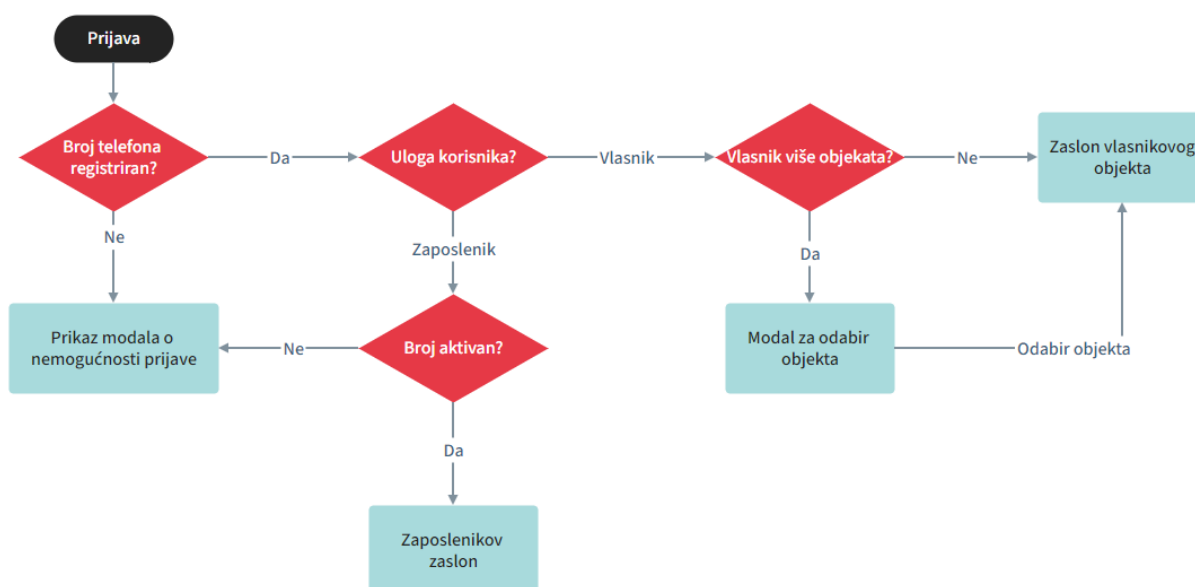 Prijava
Broj telefona
registriran?
Da
Uloga korisnika?
Vlasnik
Vlasnik više objekata?
Ne
Zaslon vlasnikovog
objekta
Ne
Zaposlenik
Da
Prikaz modala o
nemogućnosti prijave
Ne
Broj aktivan?
Modal za odabir
objekta
Odabir objekta
Da
Zaposlenikov
zaslon